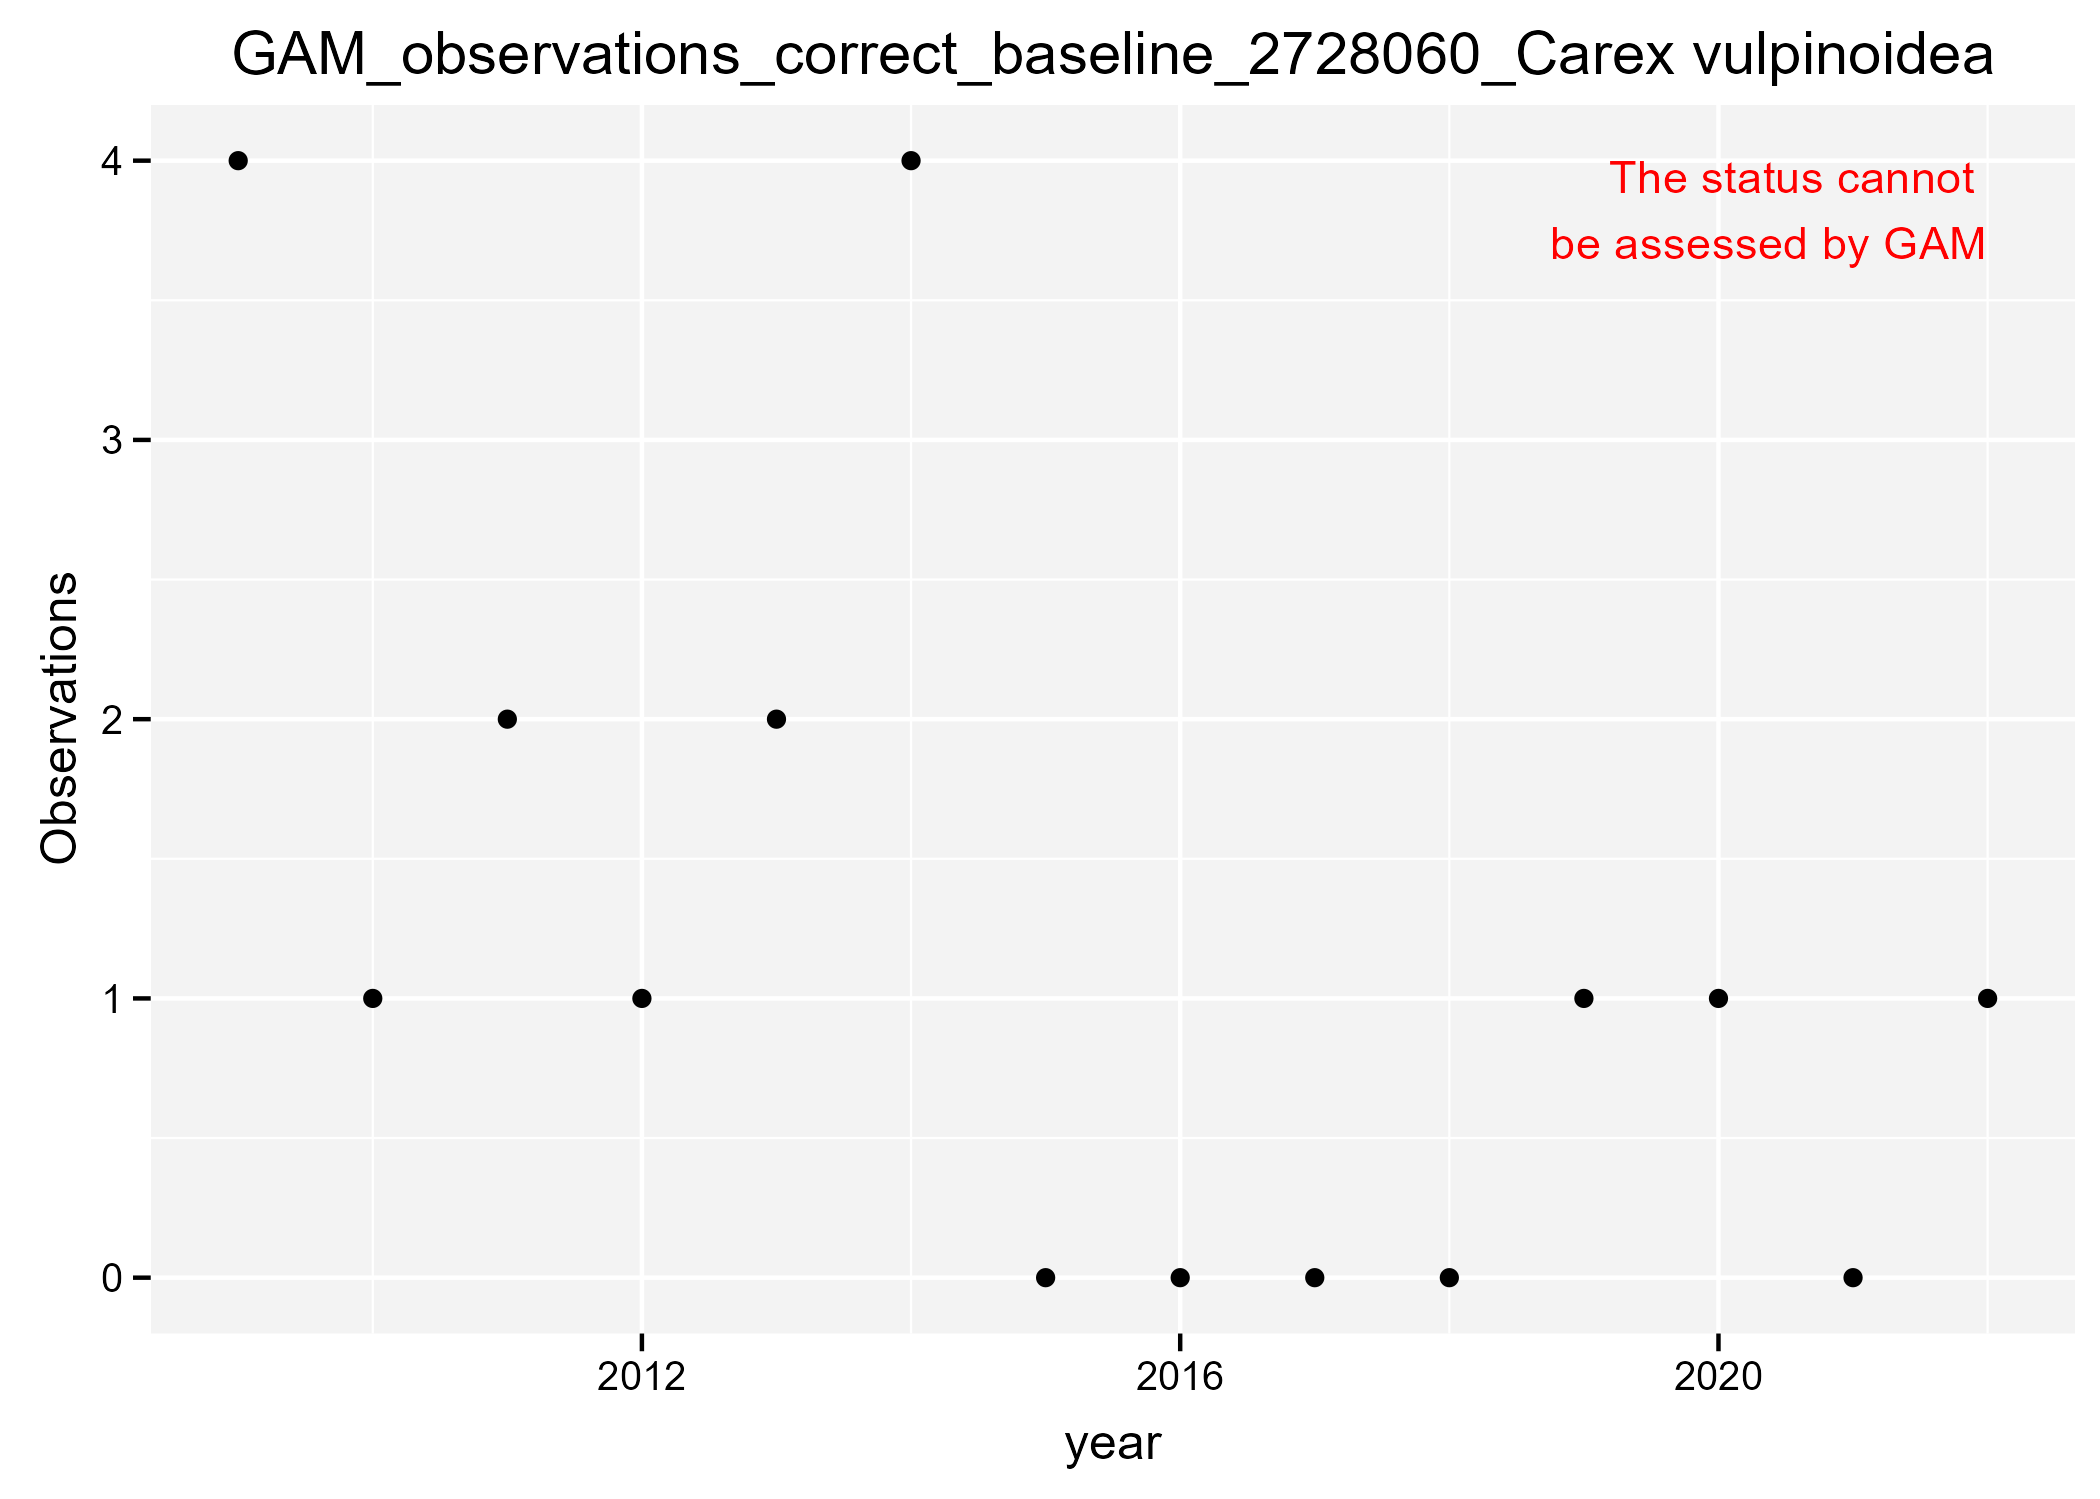 GAM_observations_correct_baseline_2728060_Carex vulpinoidea
The status cannot
be assessed by GAM
4
3
2
1
0
Observations
2012 2016 2020
year